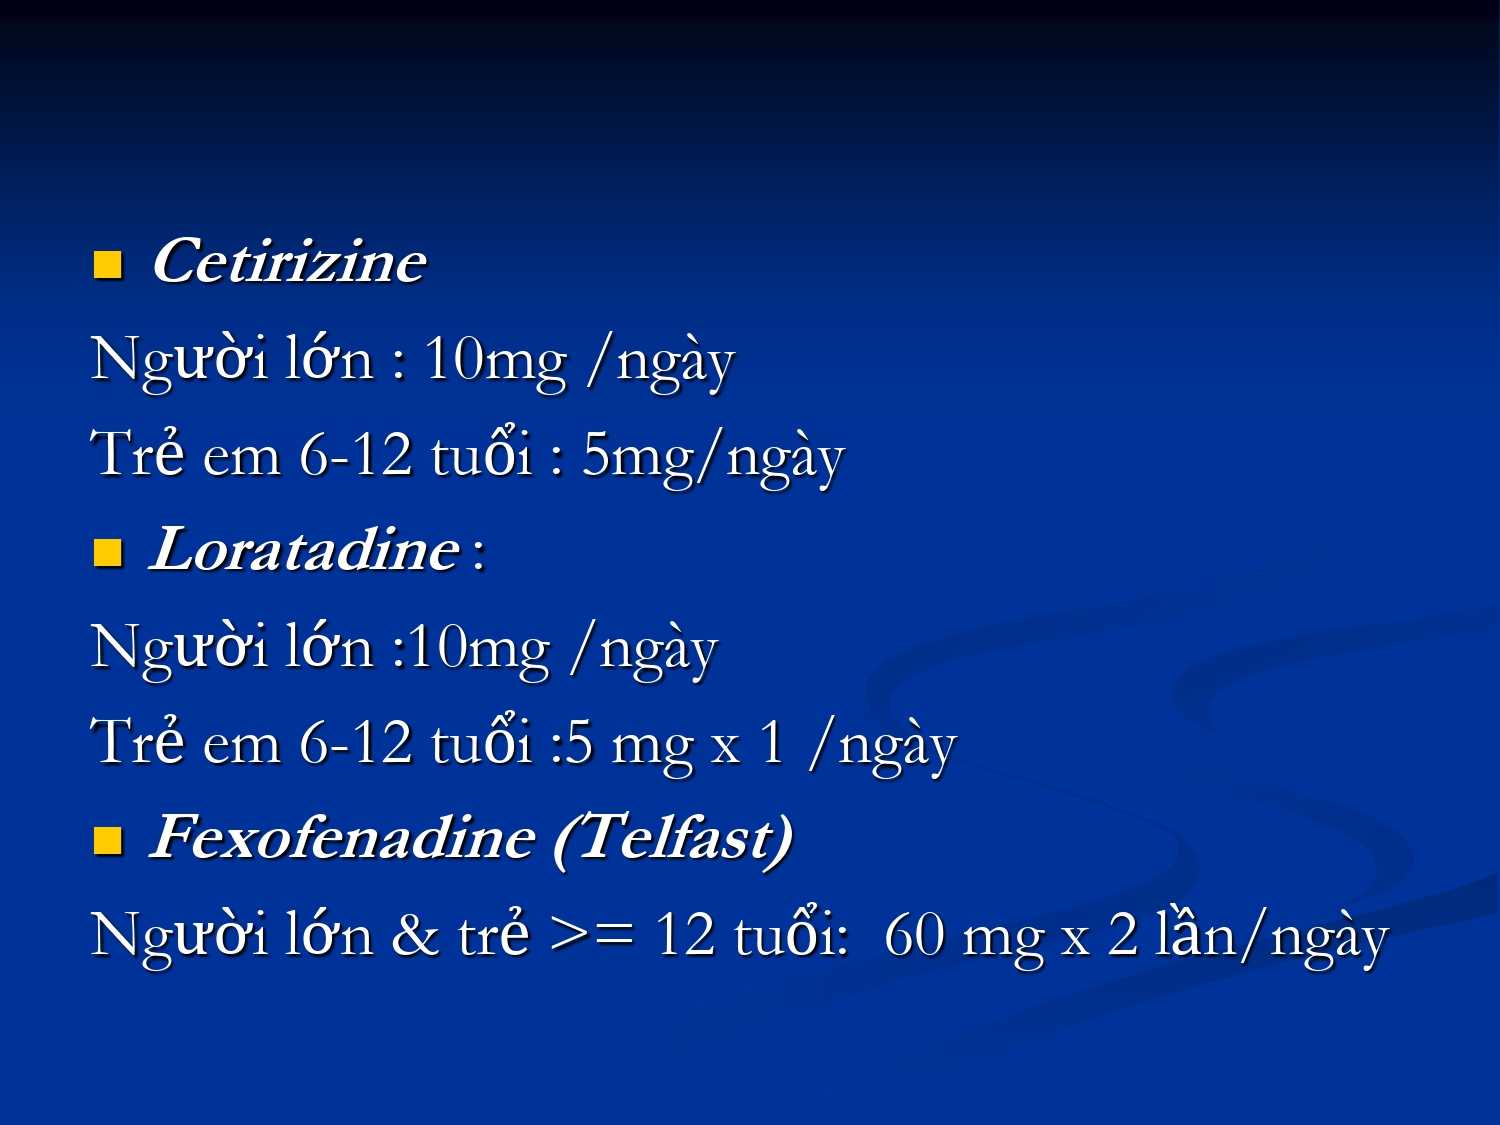 Cetirizine
Người lớn : 10mg /ngày
Trẻ em 6-12 tuổi : 5mg/ngày
Loratadine :
Người lớn :10mg /ngày
Trẻ em 6-12 tuổi :5 mg x 1 /ngày
Fexofenadine (Telfast)
Người lớn & trẻ >= 12 tuổi:  60 mg x 2 lần/ngày